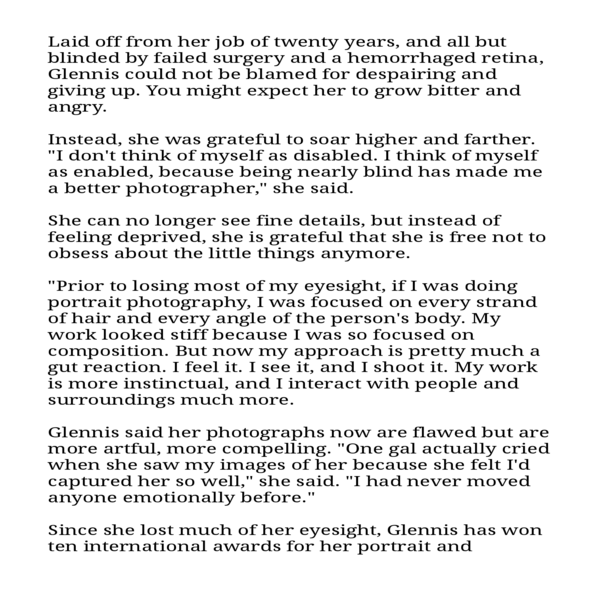 Laid off from her job of twenty years, and all but
blinded by failed surgery and a hemorrhaged retina,
Glennis could not be blamed for despairing and
giving up. You might expect her to grow bitter and
angry.
Instead, she was grateful to soar higher and farther.
"I don't think of myself as disabled. I think of myself
as enabled, because being nearly blind has made me
a better photographer," she said.
She can no longer see fine details, but instead of
feeling deprived, she is grateful that she is free not to
obsess about the little things anymore.
"Prior to losing most of my eyesight, if I was doing
portrait photography, I was focused on every strand
of hair and every angle of the person's body. My
work looked stiff because I was so focused on
composition. But now my approach is pretty much a
gut reaction. I feel it. I see it, and I shoot it. My work
is more instinctual, and I interact with people and
surroundings much more.
Glennis said her photographs now are flawed but are
more artful, more compelling. "One gal actually cried
when she saw my images of her because she felt I'd
captured her so well," she said. "I had never moved
anyone emotionally before."
Since she lost much of her eyesight, Glennis has won
ten international awards for her portrait and